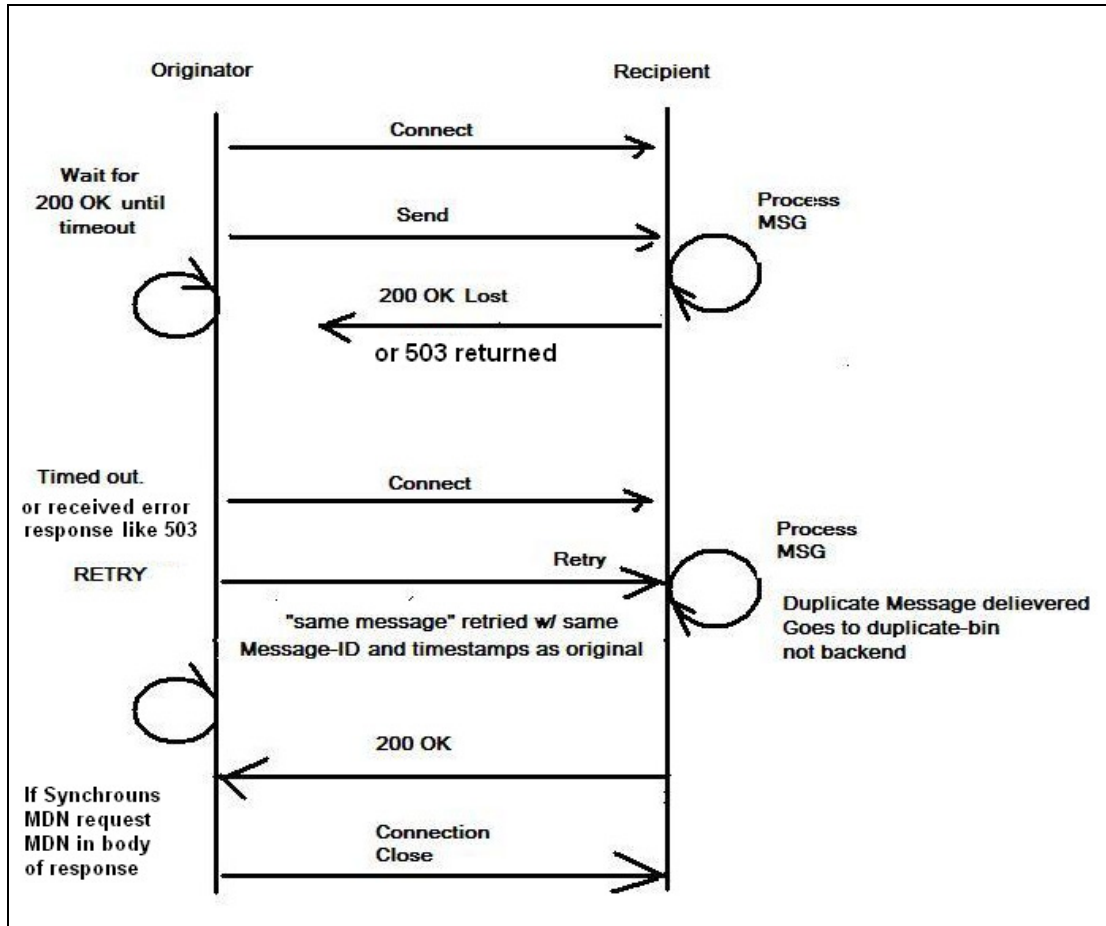 Originator
Recipient
Connect
Wait for
200 OK until
timeout
Send
Process
MSG
200 OK Lost
or 503 returned
Timed out.
or received error
response like 503
Connect
RETRY
Retry
Process
MSG
"same message" retried w/ same
Message-ID and timestamps as original
Duplicate Message delievered
Goes to duplicate-bin
not backend
200 OK
If Synchrouns
MDN request
MDN in body
of response
Connection
Close